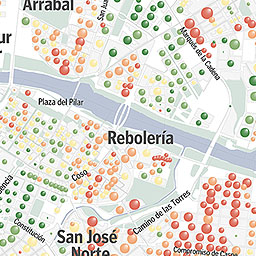 Arrabal
San Juan
ur
Marqués de la Cadena
Plaza del Pilar
Rebolería
Coso
encia
Constitución
San José
Norte
Camino de las Torres
Compromiso de Caspe